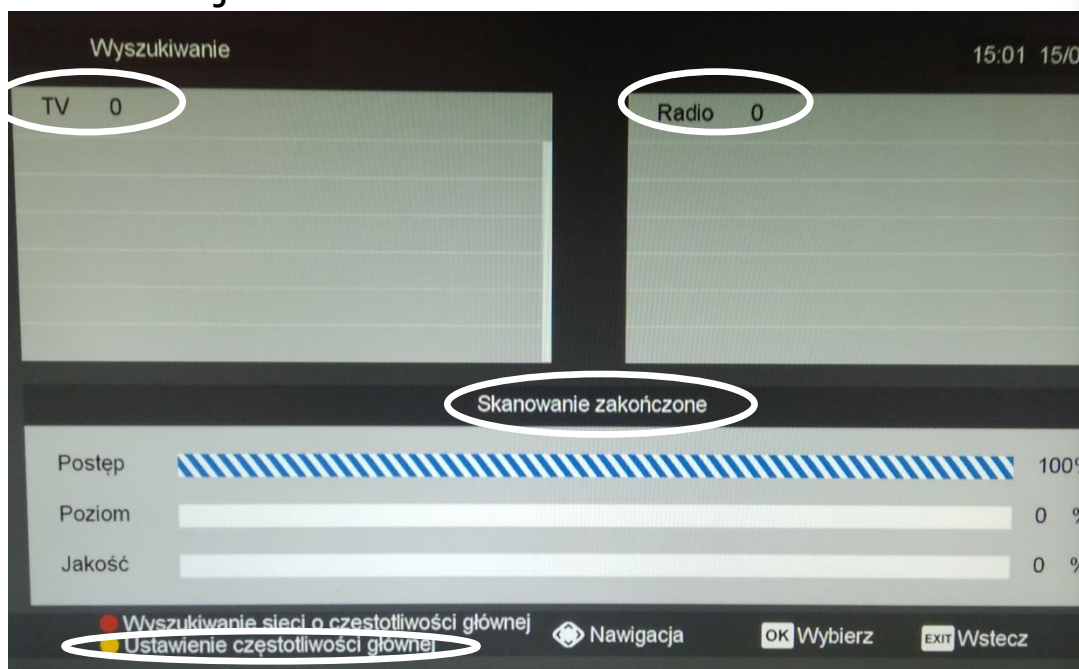 Wyszukiwanie
15:01 15/0
TV 0
Radio 0
Skanowanie zakończone
Postęp 100%
Poziom 0 %
Jakość 0 %
Wyszukiwanie sieci o częstotliwości głównej
Ustawienie częstotliwości głównej
Nawigacja
OK Wybierz
EXIT Wstecz